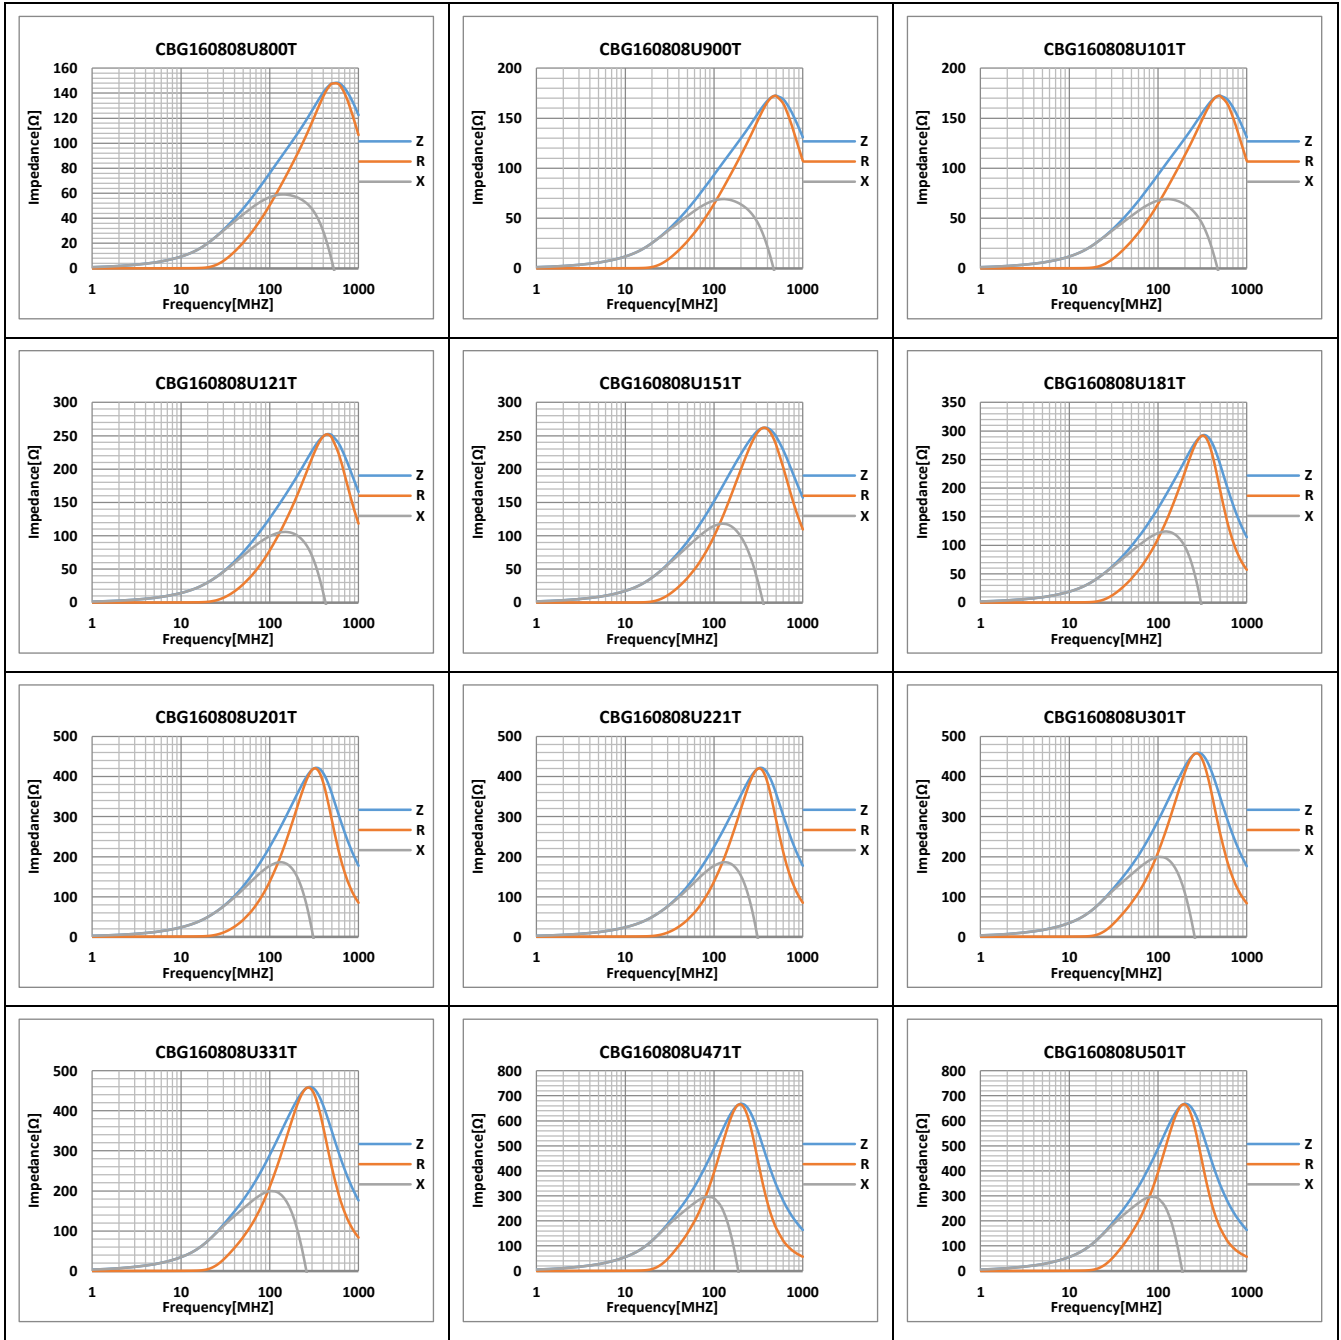 CBG160808U800T
Impedance[Ω]
160
140
120
100
80
60
40
20
0
1 10 100 1000
Frequency[MHZ]
Z
R
X
CBG160808U900T
Impedance[Ω]
200
150
100
50
0
1 10 100 1000
Frequency[MHZ]
Z
R
X
CBG160808U101T
Impedance[Ω]
200
150
100
50
0
1 10 100 1000
Frequency[MHZ]
Z
R
X
CBG160808U121T
Impedance[Ω]
300
250
200
150
100
50
0
1 10 100 1000
Frequency[MHZ]
Z
R
X
CBG160808U151T
Impedance[Ω]
300
250
200
150
100
50
0
1 10 100 1000
Frequency[MHZ]
Z
R
X
CBG160808U181T
Impedance[Ω]
350
300
250
200
150
100
50
0
1 10 100 1000
Frequency[MHZ]
Z
R
X
CBG160808U201T
Impedance[Ω]
500
400
300
200
100
0
1 10 100 1000
Frequency[MHZ]
Z
R
X
CBG160808U221T
Impedance[Ω]
500
400
300
200
100
0
1 10 100 1000
Frequency[MHZ]
Z
R
X
CBG160808U301T
Impedance[Ω]
500
400
300
200
100
0
1 10 100 1000
Frequency[MHZ]
Z
R
X
CBG160808U331T
Impedance[Ω]
500
400
300
200
100
0
1 10 100 1000
Frequency[MHZ]
Z
R
X
CBG160808U471T
Impedance[Ω]
800
700
600
500
400
300
200
100
0
1 10 100 1000
Frequency[MHZ]
Z
R
X
CBG160808U501T
Impedance[Ω]
800
700
600
500
400
300
200
100
0
1 10 100 1000
Frequency[MHZ]
Z
R
X